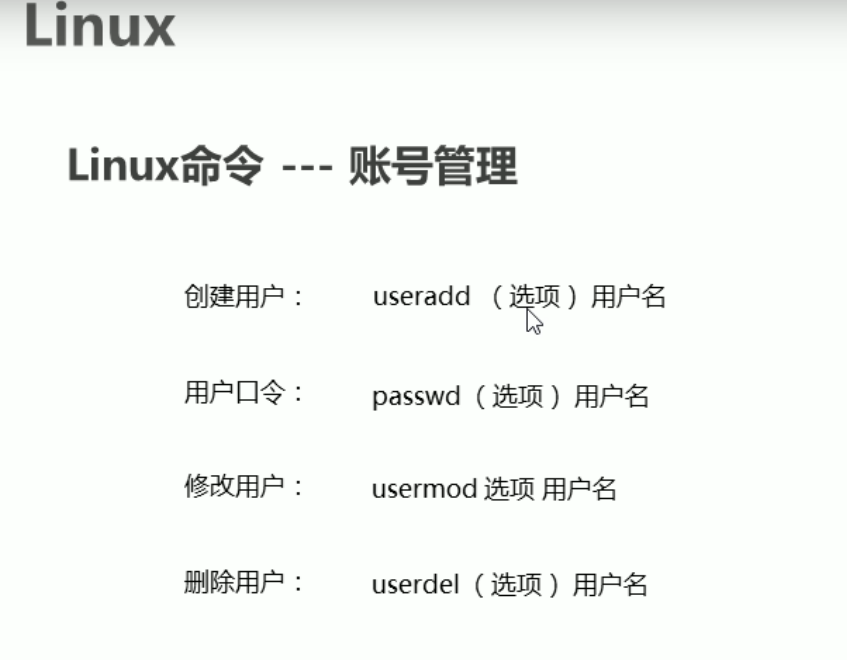 Linux
Linux命令 --- 账号管理
创建用户： useradd （选项）用户名
用户口令： passwd（选项）用户名
修改用户： usermod 选项 用户名
删除用户： userdel（选项）用户名